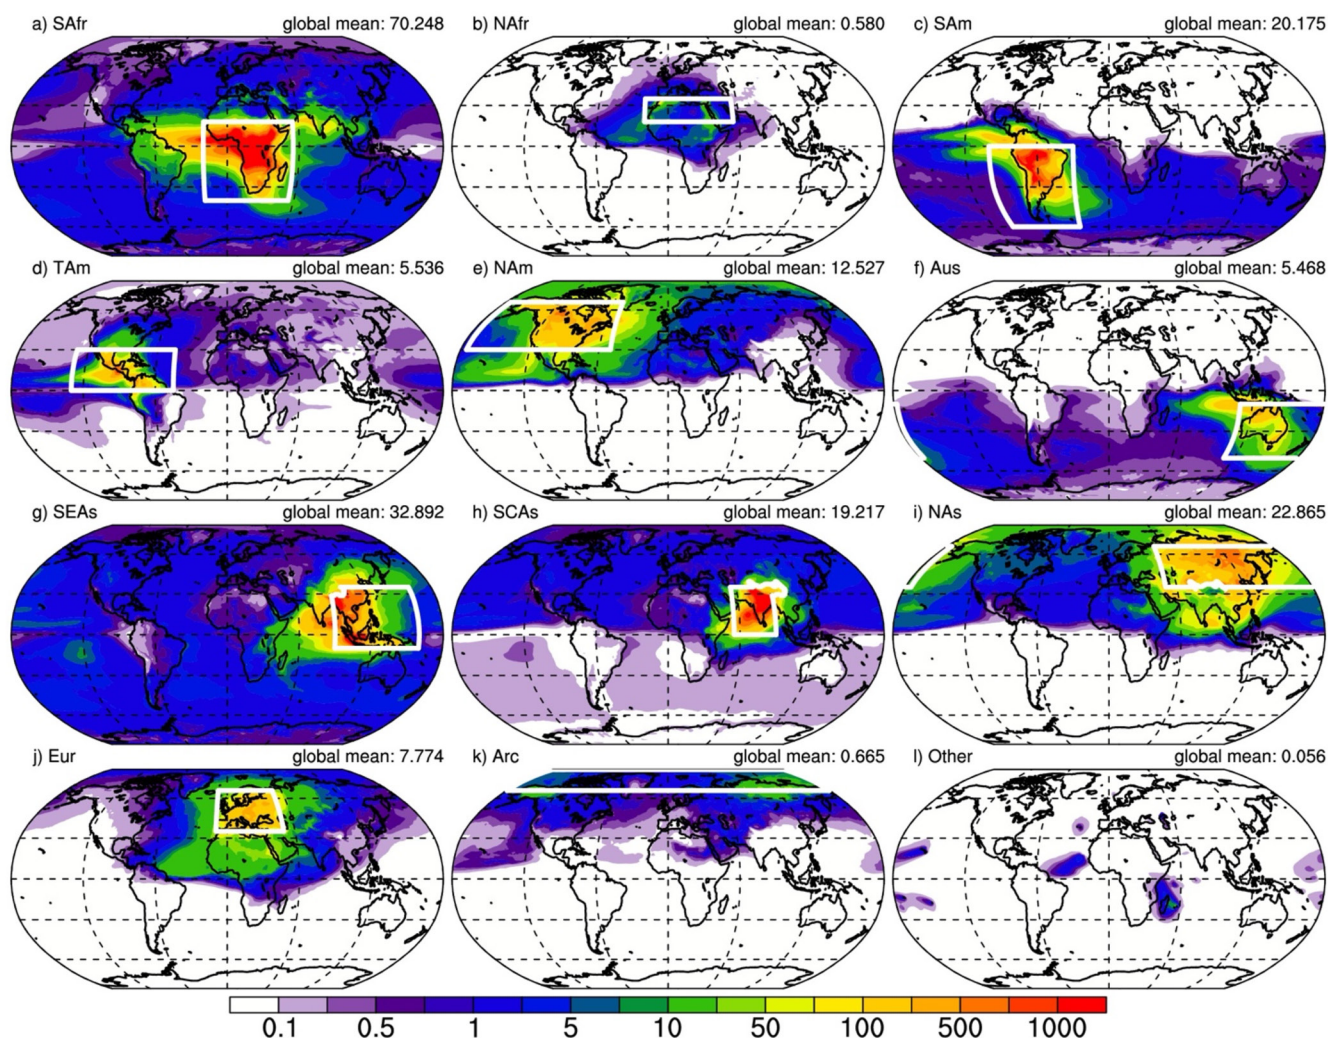 a) SAfr global mean: 70.248 b) NAfr global mean: 0.580 c) SAm global mean: 20.175
d) TAm global mean: 5.536 e) NAm global mean: 12.527 f) Aus global mean: 5.468
g) SEAs global mean: 32.892 h) SCAs global mean: 19.217 i) NAs global mean: 22.865
j) Eur global mean: 7.774 k) Arc global mean: 0.665 l) Other global mean: 0.056
0.1 0.5 1 5 10 50 100 500 1000